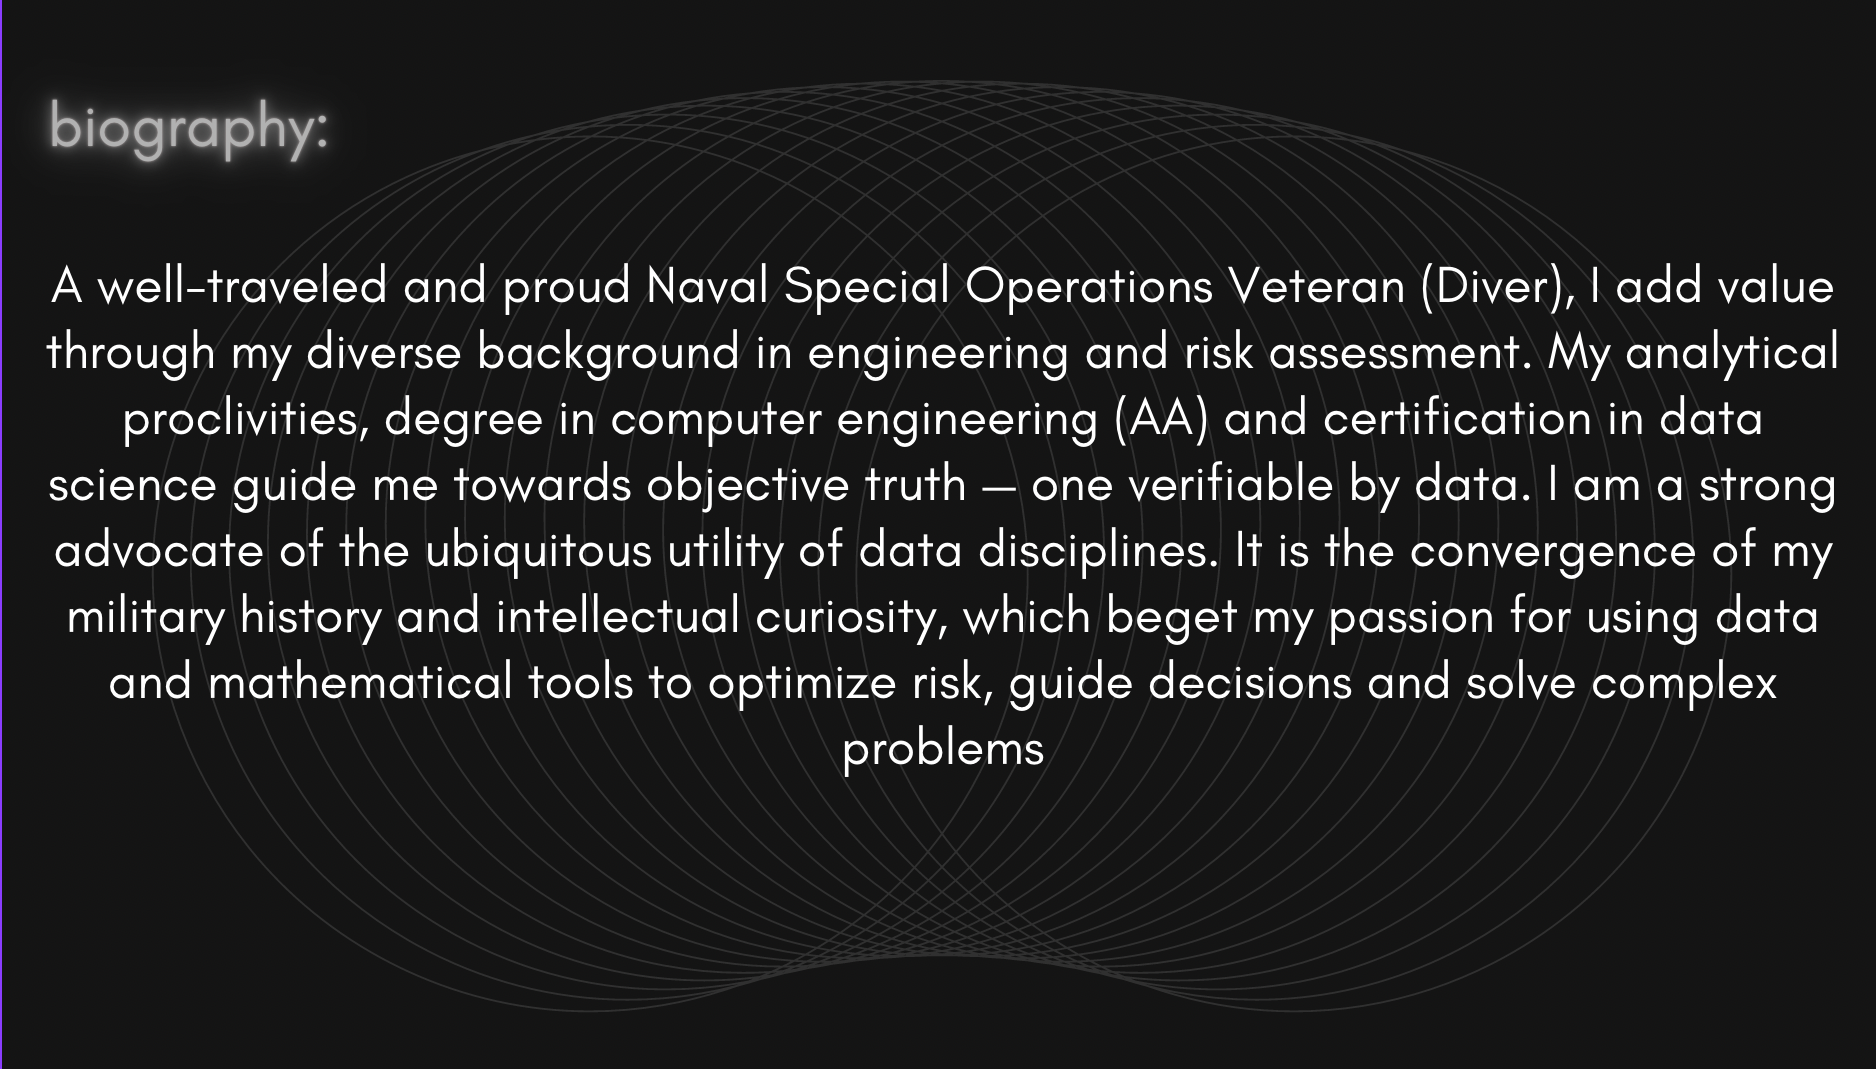 biography:
A well-traveled and proud Naval Special Operations Veteran (Diver), I add value
through my diverse background in engineering and risk assessment. My analytical
proclivities, degree in computer engineering (AA) and certification in data
science guide me towards objective truth — one verifiable by data. I am a strong
advocate of the ubiquitous utility of data disciplines. It is the convergence of my
military history and intellectual curiosity, which beget my passion for using data
and mathematical tools to optimize risk, guide decisions and solve complex
problems